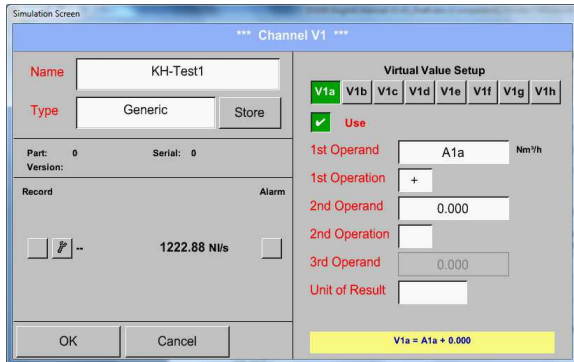 Simulation Screen
*** Channel V1 ***
Name KH-Test1
Type Generic Store
Part: 0 Serial: 0
Version:
Record Alarm
-- 1222.88 Nl/s
OK Cancel
Virtual Value Setup
V1a V1b V1c V1d V1e V1f V1g V1h
Use
1st Operand A1a Nm³/h
1st Operation +
2nd Operand 0.000
2nd Operation
3rd Operand 0.000
Unit of Result
V1a = A1a + 0.000